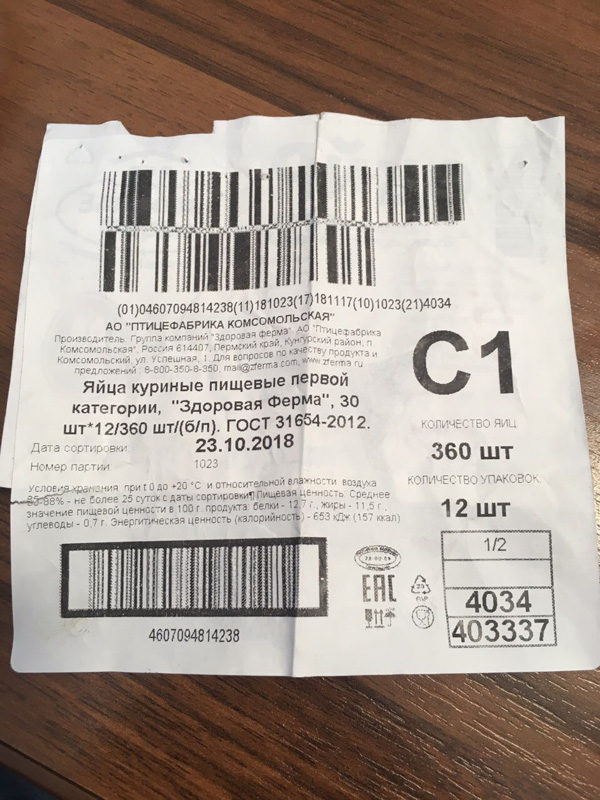 (01)04607094814238(11)181023(17)181117(10)1023(21)4034
АО "ПТИЦЕФАБРИКА КОМСОМОЛЬСКАЯ"
Производитель: Группа компаний "Здоровая ферма". АО "Птицефабрика
Комсомольская", Россия 614407, Пермский край, Кунгурский район, п.
Комсомольский, ул. Успешная, 1. Для вопросов по качеству продукта и
предложений : 8-800-350-8-350, mail@zferma.com, www.zferma.ru
С1
Яйца куриные пищевые первой
категории, "Здоровая Ферма", 30
шт*12/360 шт/(б/п). ГОСТ 31654-2012.
Дата сортировки 23.10.2018
Номер партии 1023
КОЛИЧЕСТВО ЯИЦ
360 шт
КОЛИЧЕСТВО УПАКОВОК
12 шт
Условия хранения при t 0 до +20 °С и относительной влажности воздуха
85-88% - не более 25 суток с даты сортировки¶Пищевая ценность: Среднее
значение пищевой ценности в 100 г. продукта: белки - 12,7 г., жиры - 11,5 г.,
углеводы - 0,7 г. Энергетическая ценность (калорийность) - 653 кДж (157 ккал)
4607094814238
EAC
1/2
4034
403337